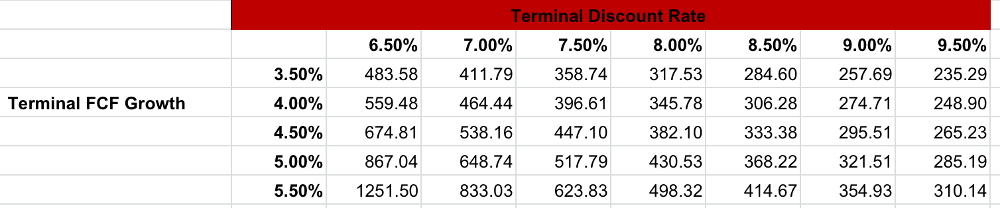 Terminal Discount Rate
6.50% 7.00% 7.50% 8.00% 8.50% 9.00% 9.50%
3.50% 483.58 411.79 358.74 317.53 284.60 257.69 235.29
Terminal FCF Growth 4.00% 559.48 464.44 396.61 345.78 306.28 274.71 248.90
4.50% 674.81 538.16 447.10 382.10 333.38 295.51 265.23
5.00% 867.04 648.74 517.79 430.53 368.22 321.51 285.19
5.50% 1251.50 833.03 623.83 498.32 414.67 354.93 310.14